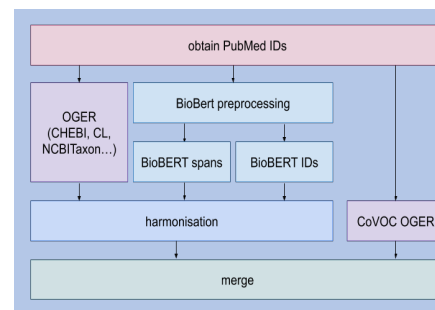 obtain PubMed IDs
OGER
(CHEBI, CL,
NCBITaxon…)
BioBert preprocessing
BioBERT spans
BioBERT IDs
harmonisation
CoVOC OGER
merge